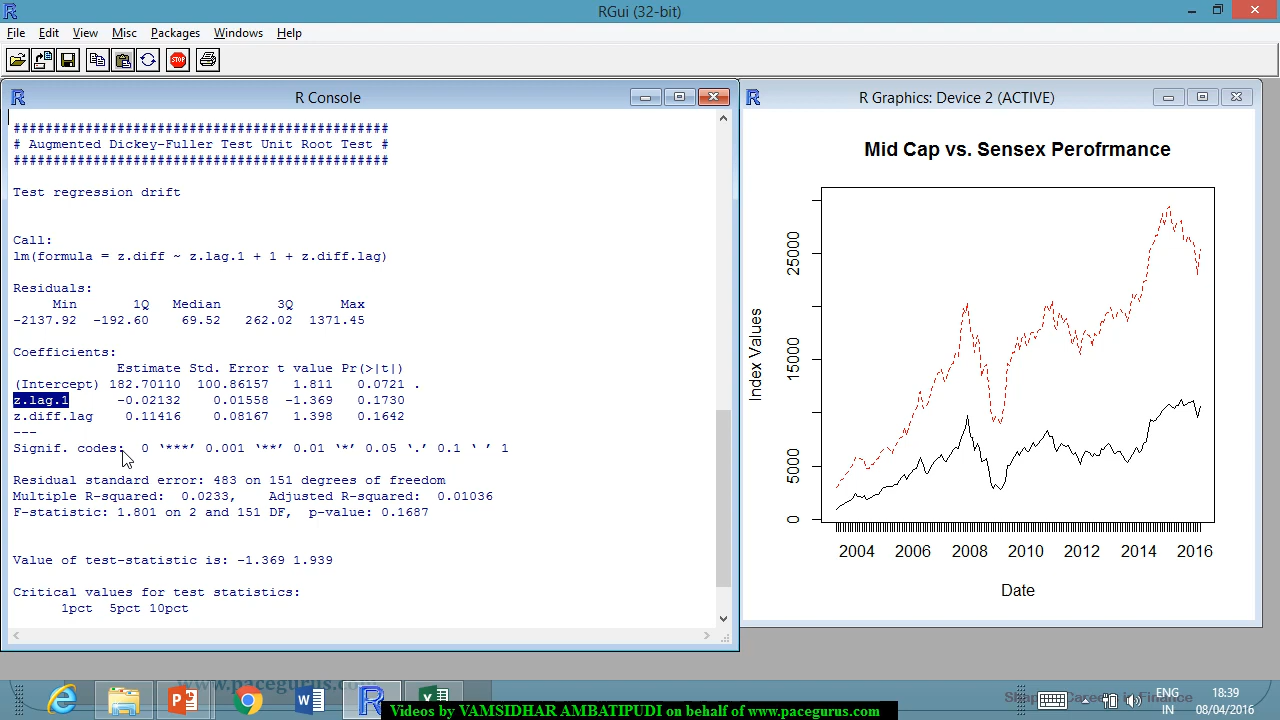 RGui (32-bit)
File Edit View Misc Packages Windows Help
STOP
R Console
################################################
# Augmented Dickey-Fuller Test Unit Root Test #
################################################
Test regression drift
Call:
lm(formula = z.diff ~ z.lag.1 + 1 + z.diff.lag)
Residuals:
Min 1Q Median 3Q Max
-2137.92 -192.60 69.52 262.02 1371.45
Coefficients:
Estimate Std. Error t value Pr(>|t|)
(Intercept) 182.70110 100.86157 1.811 0.0721 .
z.lag.1 -0.02132 0.01558 -1.369 0.1730
z.diff.lag 0.11416 0.08167 1.398 0.1642
---
Signif. codes: 0 ‘***’ 0.001 ‘**’ 0.01 ‘*’ 0.05 ‘.’ 0.1 ‘ ’ 1
Residual standard error: 483 on 151 degrees of freedom
Multiple R-squared: 0.0233, Adjusted R-squared: 0.01036
F-statistic: 1.801 on 2 and 151 DF, p-value: 0.1687
Value of test-statistic is: -1.369 1.939
Critical values for test statistics:
1pct 5pct 10pct
R Graphics: Device 2 (ACTIVE)
Mid Cap vs. Sensex Perofrmance
Index Values
25000
15000
5000
0
2004 2006 2008 2010 2012 2014 2016
Date
www.pacegurus.com
ENG
IN
18:39
08/04/2016
Videos by VAMSIDHAR AMBATIPUDI on behalf of www.pacegurus.com